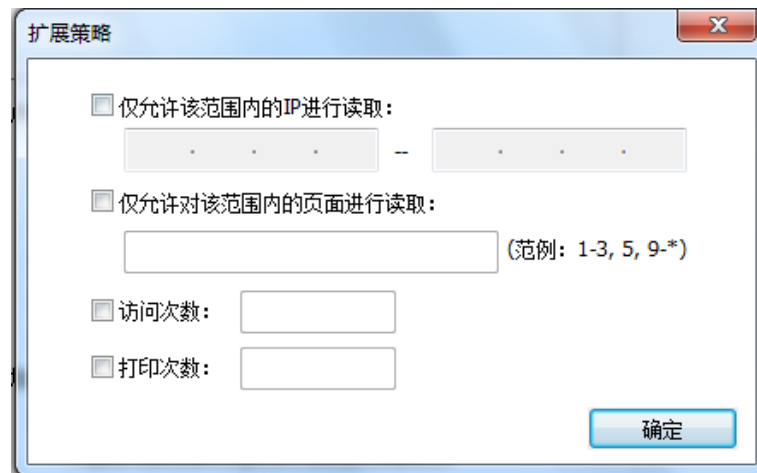 扩展策略
仅允许该范围内的IP进行读取：
. . . -- . . .
仅允许对该范围内的页面进行读取：
(范例：1-3, 5, 9-*)
访问次数：
打印次数：
确定